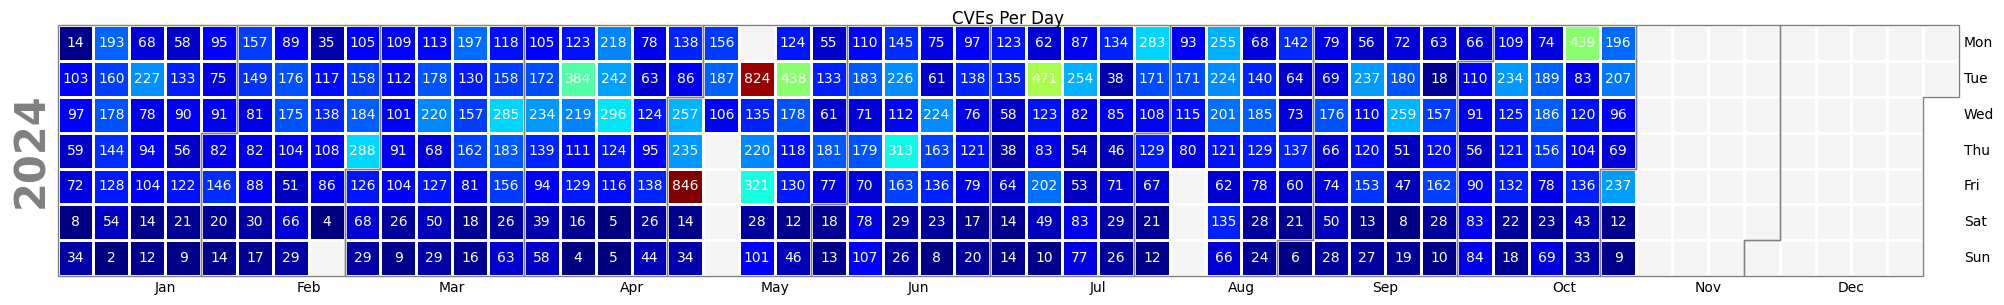 CVEs Per Day
14 193 68 58 95 157 89 35 105 109 113 197 118 105 123 218 78 138 156 124 55 110 145 75 97 123 62 87 134 283 93 255 68 142 79 56 72 63 66 109 74 439 196 Mon
103 160 227 133 75 149 176 117 158 112 178 130 158 172 384 242 63 86 187 824 438 133 183 226 61 138 135 471 254 38 171 171 224 140 64 69 237 180 18 110 234 189 83 207 Tue
97 178 78 90 91 81 175 138 184 101 220 157 285 234 219 296 124 257 106 135 178 61 71 112 224 76 58 123 82 85 108 115 201 185 73 176 110 259 157 91 125 186 120 96 Wed
59 144 94 56 82 82 104 108 288 91 68 162 183 139 111 124 95 235 220 118 181 179 313 163 121 38 83 54 46 129 80 121 129 137 66 120 51 120 56 121 156 104 69 Thu
72 128 104 122 146 88 51 86 126 104 127 81 156 94 129 116 138 846 321 130 77 70 163 136 79 64 202 53 71 67 62 78 60 74 153 47 162 90 132 78 136 237 Fri
8 54 14 21 20 30 66 4 68 26 50 18 26 39 16 5 26 14 28 12 18 78 29 23 17 14 49 83 29 21 135 28 21 50 13 8 28 83 22 23 43 12 Sat
34 2 12 9 14 17 29 29 9 29 16 63 58 4 5 44 34 101 46 13 107 26 8 20 14 10 77 26 12 66 24 6 28 27 19 10 84 18 69 33 9 Sun
2024
Jan Feb Mar Apr May Jun Jul Aug Sep Oct Nov Dec